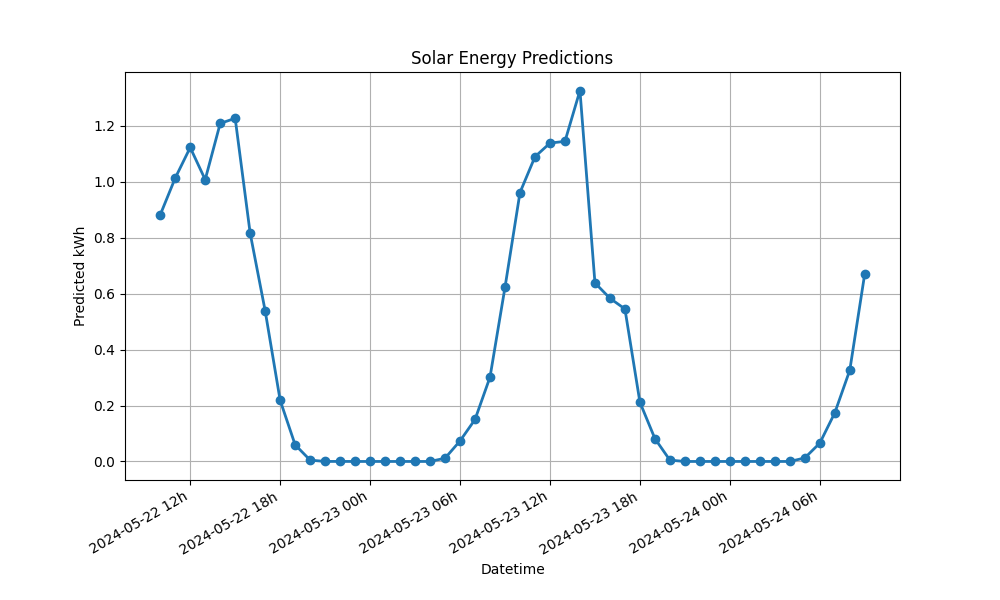 Solar Energy Predictions
Predicted kWh
1.2
1.0
0.8
0.6
0.4
0.2
0.0
2024-05-22 12h
2024-05-22 18h
2024-05-23 00h
2024-05-23 06h
2024-05-23 12h
2024-05-23 18h
2024-05-24 00h
2024-05-24 06h
Datetime